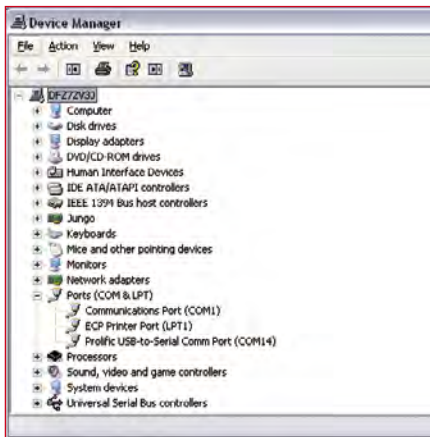 Device Manager
File Action View Help
DFZ72V30
Computer
Disk drives
Display adapters
DVD/CD-ROM drives
Human Interface Devices
IDE ATA/ATAPI controllers
IEEE 1394 Bus host controllers
Jungo
Keyboards
Mice and other pointing devices
Monitors
Network adapters
Ports (COM & LPT)
Communications Port (COM1)
ECP Printer Port (LPT1)
Prolific USB-to-Serial Comm Port (COM14)
Processors
Sound, video and game controllers
System devices
Universal Serial Bus controllers